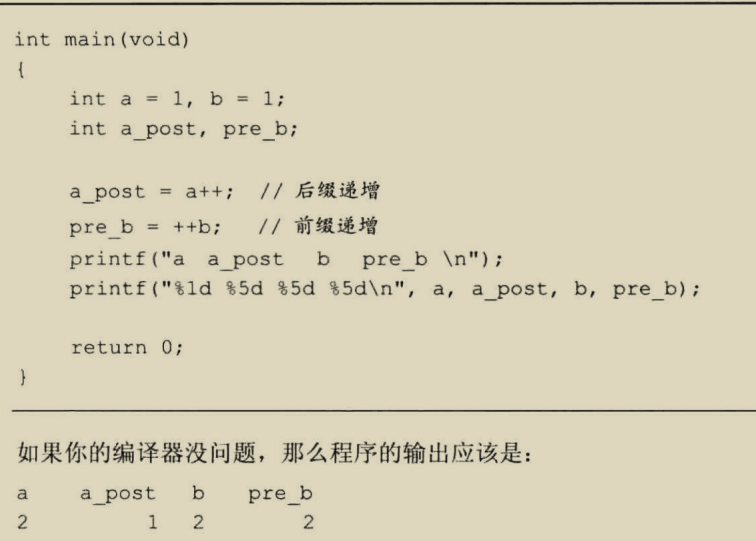 int main(void)
{
    int a = 1, b = 1;
    int a_post, pre_b;

    a_post = a++;  // 后缀递增
    pre_b = ++b;   // 前缀递增
    printf("a  a_post   b   pre_b \n");
    printf("%1d %5d %5d %5d\n", a, a_post, b, pre_b);

    return 0;
}

如果你的编译器没问题，那么程序的输出应该是：
a    a_post   b    pre_b
2         1   2        2